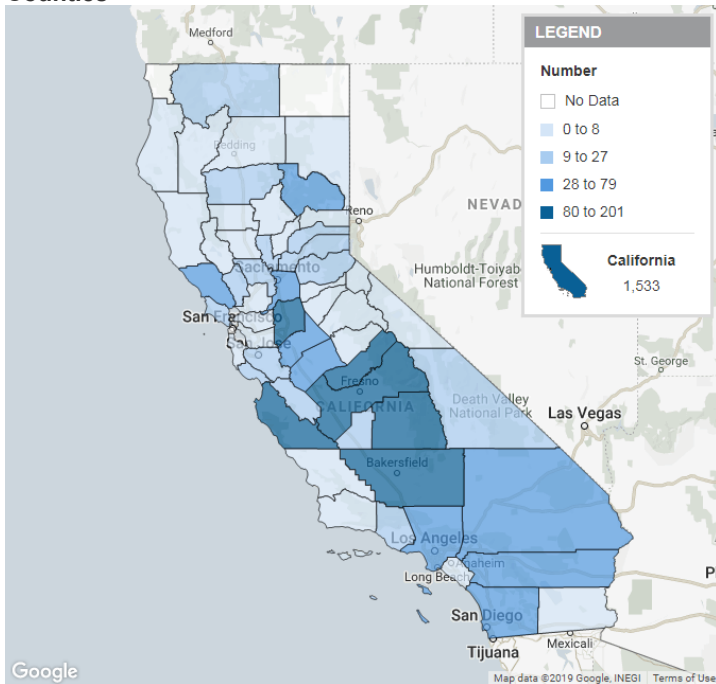 Counties
Medford
LEGEND
Number
No Data
0 to 8
9 to 27
28 to 79
80 to 201
California
1,533
Redding
Reno
NEVAD
Sacramento
Humboldt-Toiyab
National Forest
San Francisco
San Jose
St. George
Fresno
CALIFORNIA
Death Valley
National Park
Las Vegas
Bakersfield
Los Angeles
Anaheim
Long Beach
P
San Diego
Tijuana
Mexicali
Google
Map data ©2019 Google, INEGI
Terms of Use